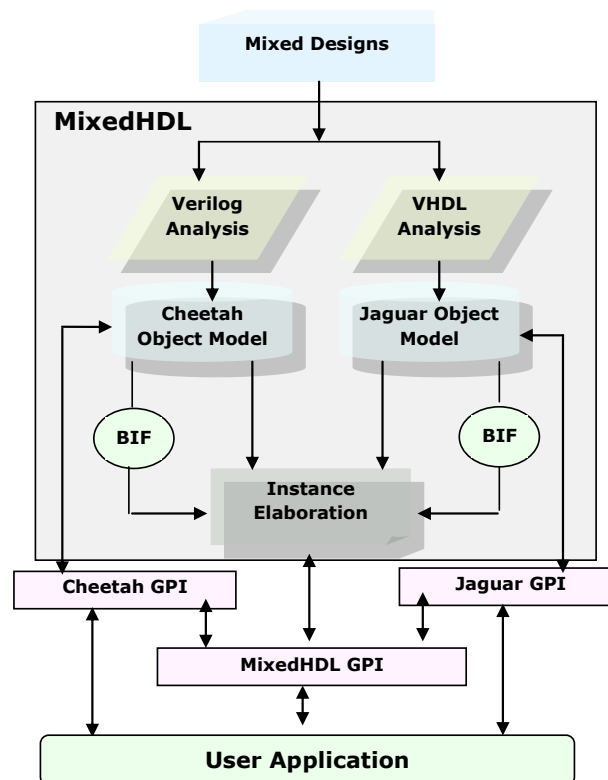 Mixed Designs
MixedHDL
Verilog
Analysis
VHDL
Analysis
Cheetah
Object Model
Jaguar Object
Model
BIF
BIF
Instance
Elaboration
Cheetah GPI
Jaguar GPI
MixedHDL GPI
User Application